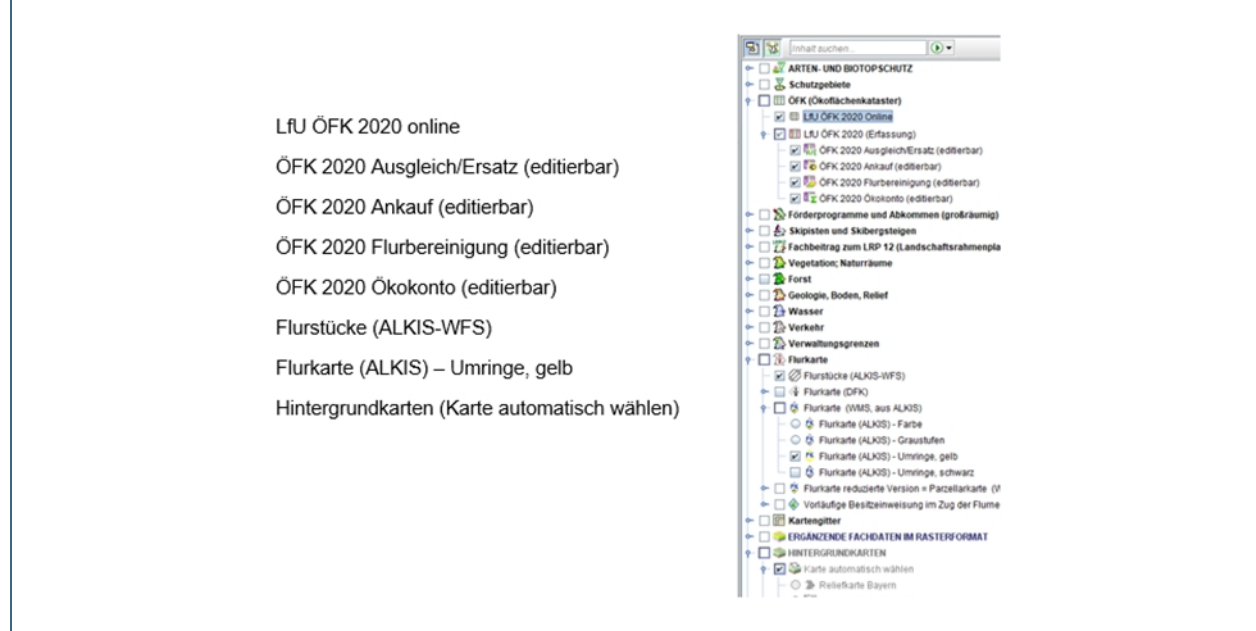 LfU ÖFK 2020 online
ÖFK 2020 Ausgleich/Ersatz (editierbar)
ÖFK 2020 Ankauf (editierbar)
ÖFK 2020 Flurbereinigung (editierbar)
ÖFK 2020 Ökokonto (editierbar)
Flurstücke (ALKIS-WFS)
Flurkarte (ALKIS) – Umringe, gelb
Hintergrundkarten (Karte automatisch wählen)
Inhalt suchen...
ARTEN- UND BIOTOPSCHUTZ
Schutzgebiete
ÖFK (Ökoflächenkataster)
LfU ÖFK 2020 Online
LfU ÖFK 2020 (Erfassung)
ÖFK 2020 Ausgleich/Ersatz (editierbar)
ÖFK 2020 Ankauf (editierbar)
ÖFK 2020 Flurbereinigung (editierbar)
ÖFK 2020 Ökokonto (editierbar)
Förderprogramme und Abkommen (großräumig)
Skipisten und Skibergsteigen
Fachbeitrag zum LRP 12 (Landschaftsrahmenpla
Vegetation; Naturräume
Forst
Geologie, Boden, Relief
Wasser
Verkehr
Verwaltungsgrenzen
Flurkarte
Flurstücke (ALKIS-WFS)
Flurkarte (DFK)
Flurkarte (WMS, aus ALKIS)
Flurkarte (ALKIS) - Farbe
Flurkarte (ALKIS) - Graustufen
Flurkarte (ALKIS) - Umringe, gelb
Flurkarte (ALKIS) - Umringe, schwarz
Flurkarte reduzierte Version = Parzellarkarte (W
Vorläufige Besitzeinweisung im Zug der Flurne
Kartengitter
ERGÄNZENDE FACHDATEN IM RASTERFORMAT
HINTERGRUNDKARTEN
Karte automatisch wählen
Reliefkarte Bayern